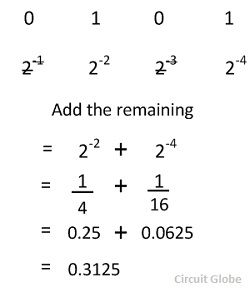 0 1 0 1
2⁻¹ 2⁻² 2⁻³ 2⁻⁴
Add the remaining
= 2⁻² + 2⁻⁴
= 1/4 + 1/16
= 0.25 + 0.0625
= 0.3125
Circuit Globe